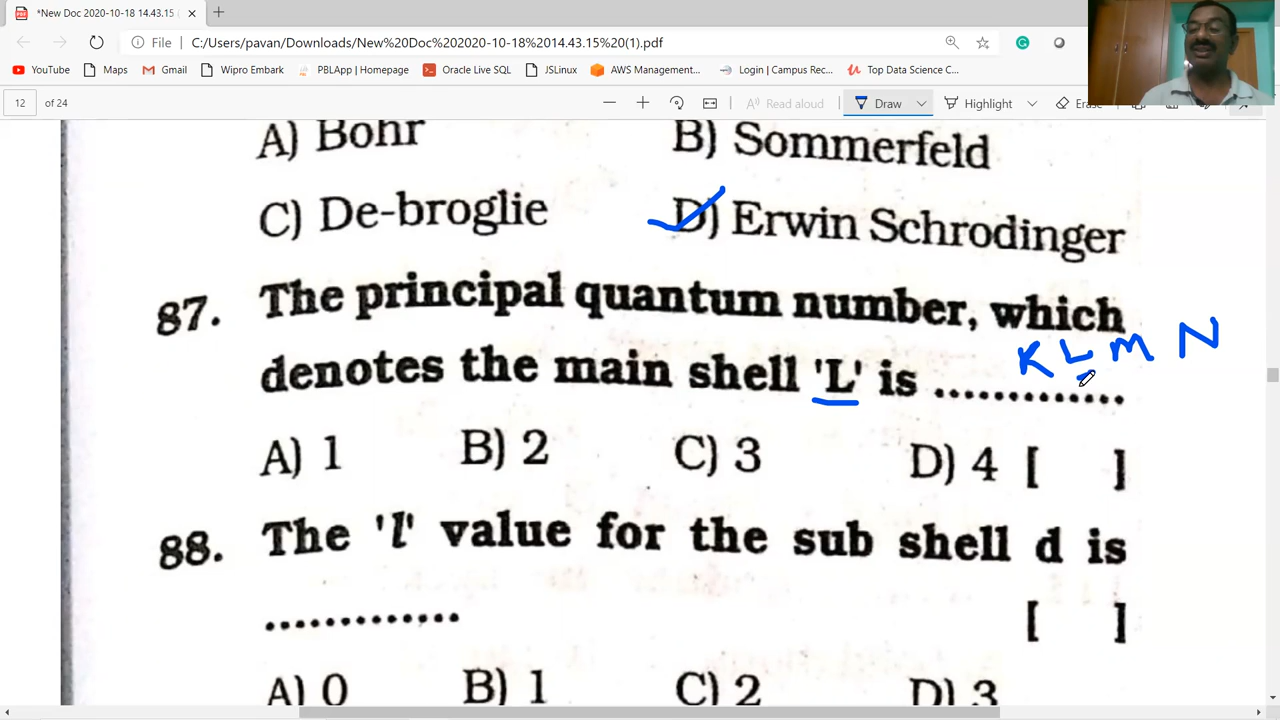 *New Doc 2020-10-18 14.43.15
File C:/Users/pavan/Downloads/New%20Doc%202020-10-18%2014.43.15%20(1).pdf
YouTube Maps Gmail Wipro Embark PBLApp | Homepage Oracle Live SQL JSLinux AWS Management... Login | Campus Rec... Top Data Science C...
12 of 24 Read aloud Draw Highlight Erase
A) Bohr B) Sommerfeld
C) De-broglie D) Erwin Schrodinger
87. The principal quantum number, which
K L M N
denotes the main shell 'L' is .............
A) 1 B) 2 C) 3 D) 4 [ ]
88. The 'l' value for the sub shell d is
............. [ ]
A) 0 B) 1 C) 2 D) 3